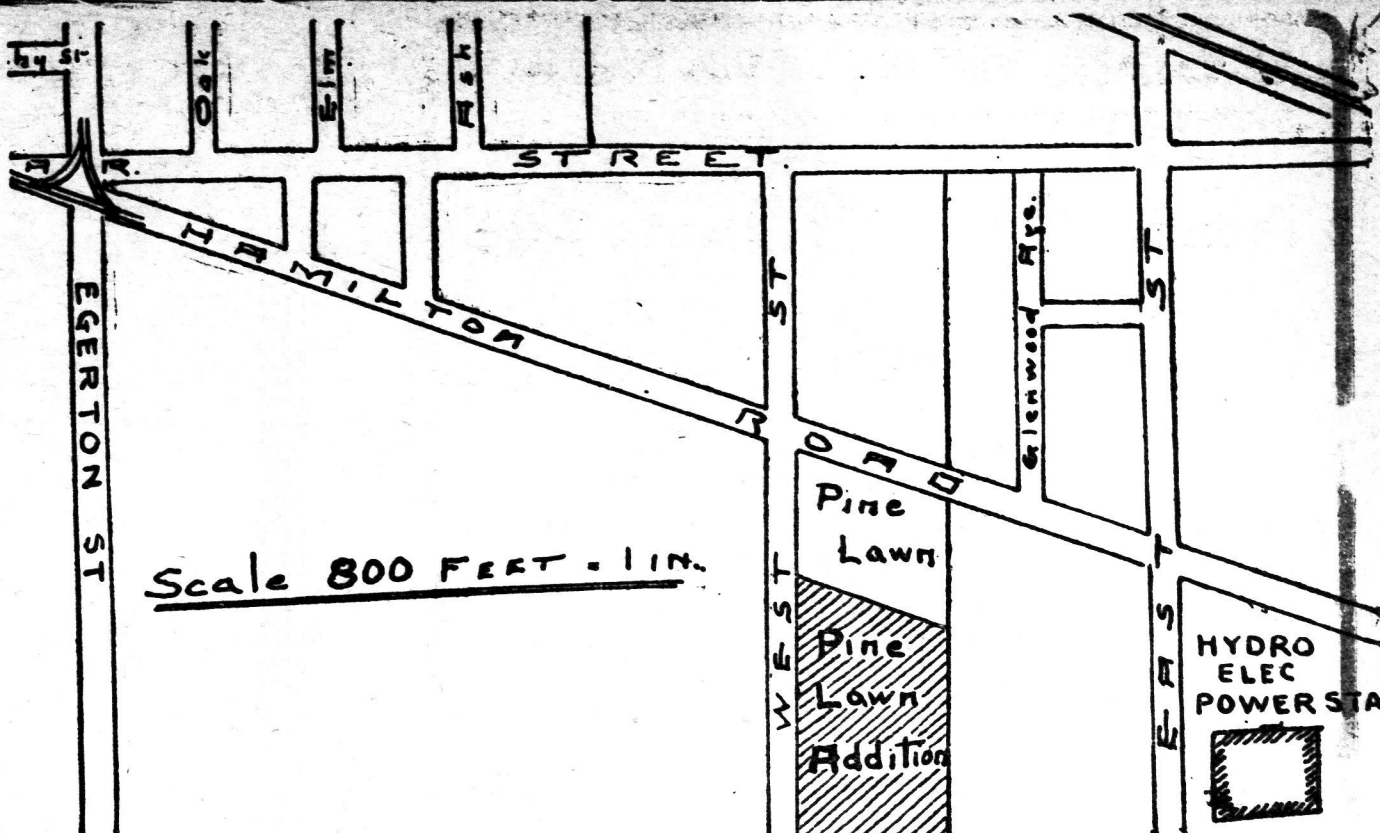 St.
Oak
Elm
Ash
A R. STREET.
HAMILTON ROAD
EGERTON ST
WEST ST
Glenwood Ave.
EAST ST
Pine
Lawn
Scale 800 FEET = 1 IN.
Pine
Lawn
Addition
HYDRO
ELEC
POWER STA